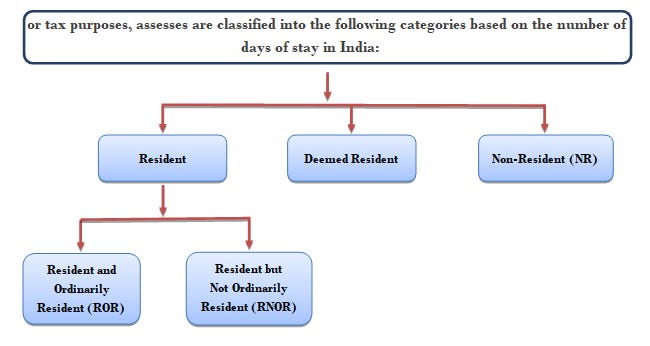 or tax purposes, assesses are classified into the following categories based on the number of
days of stay in India:
Resident
Deemed Resident
Non-Resident (NR)
Resident and
Ordinarily
Resident (ROR)
Resident but
Not Ordinarily
Resident (RNOR)